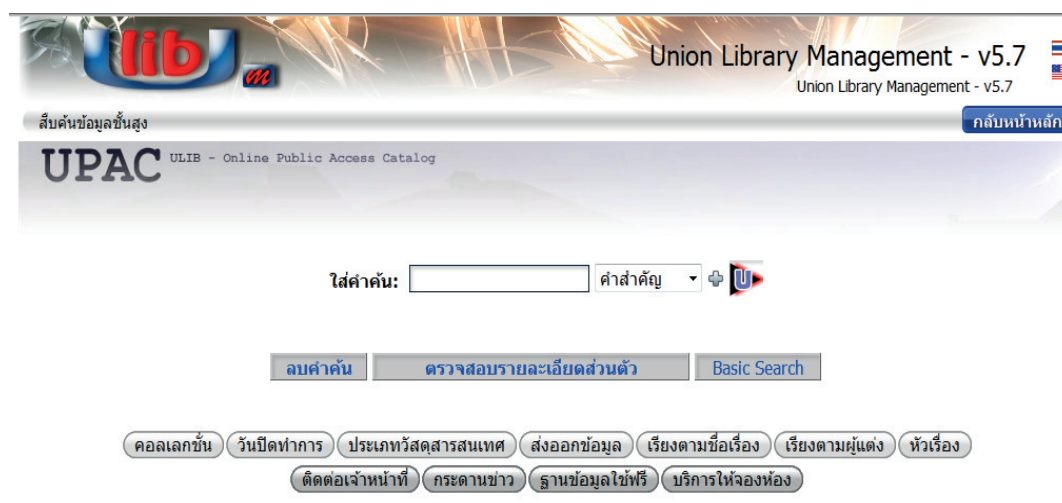 Ulib m
Union Library Management - v5.7
Union Library Management - v5.7
สืบค้นข้อมูลชั้นสูง
กลับหน้าหลัก
UPAC ULIB - Online Public Access Catalog
ใส่คำค้น: คำสำคัญ U
ลบคำค้น ตรวจสอบรายละเอียดส่วนตัว Basic Search
คอลเลกชั่น วันปิดทำการ ประเภทวัสดุสารสนเทศ ส่งออกข้อมูล เรียงตามชื่อเรื่อง เรียงตามผู้แต่ง หัวเรื่อง
ติดต่อเจ้าหน้าที่ กระดานข่าว ฐานข้อมูลใช้ฟรี บริการให้จองห้อง